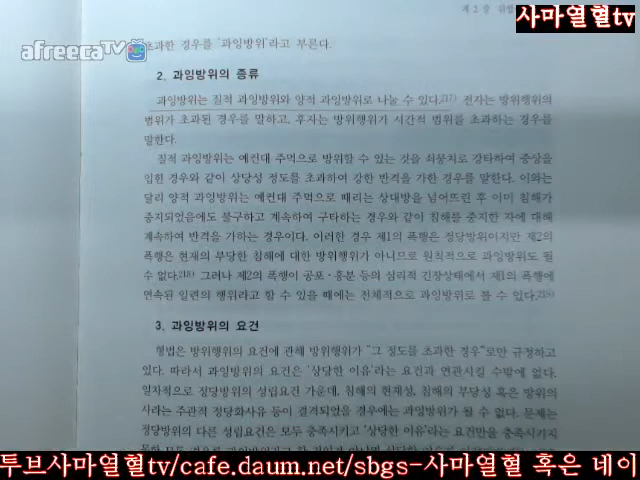 제 2 장
사마열혈tv
afreecaTV
초과한 경우를 '과잉방위'라고 부른다.
2. 과잉방위의 종류
과잉방위는 질적 과잉방위와 양적 과잉방위로 나눌 수 있다.217) 전자는 방위행위의
범위가 초과된 경우를 말하고, 후자는 방위행위가 시간적 범위를 초과하는 경우를
말한다.
질적 과잉방위는 예컨대 주먹으로 방위할 수 있는 것을 쇠뭉치로 강타하여 중상을
입힌 경우와 같이 상당성 정도를 초과하여 강한 반격을 가한 경우를 말한다. 이와는
달리 양적 과잉방위는 예컨대 주먹으로 때리는 상대방을 넘어뜨린 후 이미 침해가
중지되었음에도 불구하고 계속하여 구타하는 경우와 같이 침해를 중지한 자에 대해
계속하여 반격을 가하는 경우이다. 이러한 경우 제1의 폭행은 정당방위이지만 제2의
폭행은 현재의 부당한 침해에 대한 방위행위가 아니므로 원칙적으로 과잉방위도 될
수 없다.218) 그러나 제2의 폭행이 공포·흥분 등의 심리적 긴장상태에서 제1의 폭행에
연속된 일련의 행위라고 할 수 있을 때에는 전체적으로 과잉방위로 볼 수 있다.219)
3. 과잉방위의 요건
형법은 방위행위의 요건에 관해 방위행위가 "그 정도를 초과한 경우"로만 규정하고
있다. 따라서 과잉방위의 요건은 '상당한 이유'라는 요건과 연관시킬 수밖에 없다.
일차적으로 정당방위의 성립요건 가운데, 침해의 현재성, 침해의 부당성 혹은 방위의
사라는 주관적 정당화사유 등이 결격되었을 경우에는 과잉방위가 될 수 없다. 문제는
정당방위의 다른 성립요건은 모두 충족시키고 '상당한 이유'라는 요건만을 충족시키지
투브사마열혈tv/cafe.daum.net/sbgs-사마열혈 혹은 네이